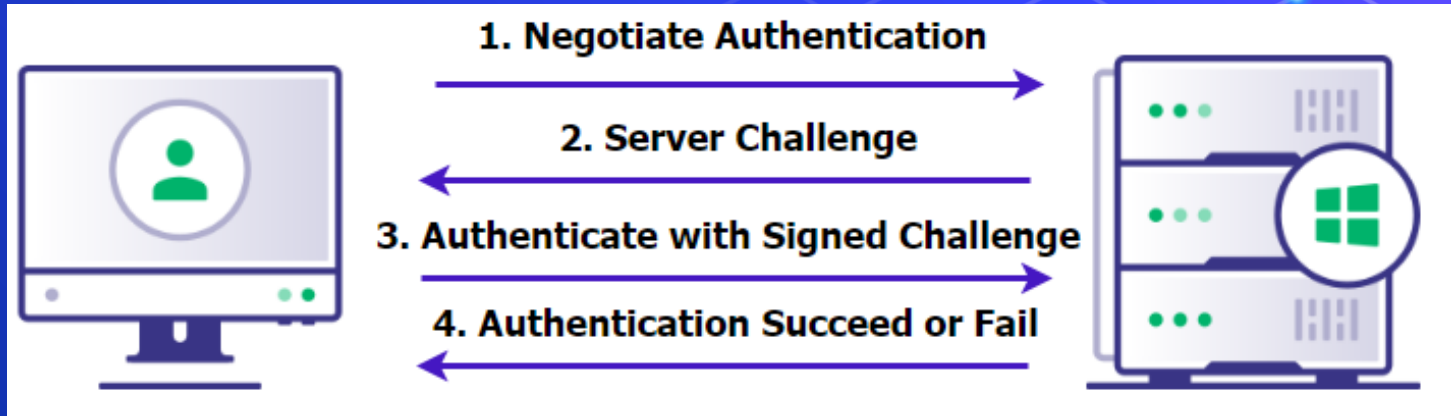 1. Negotiate Authentication
2. Server Challenge
3. Authenticate with Signed Challenge
4. Authentication Succeed or Fail